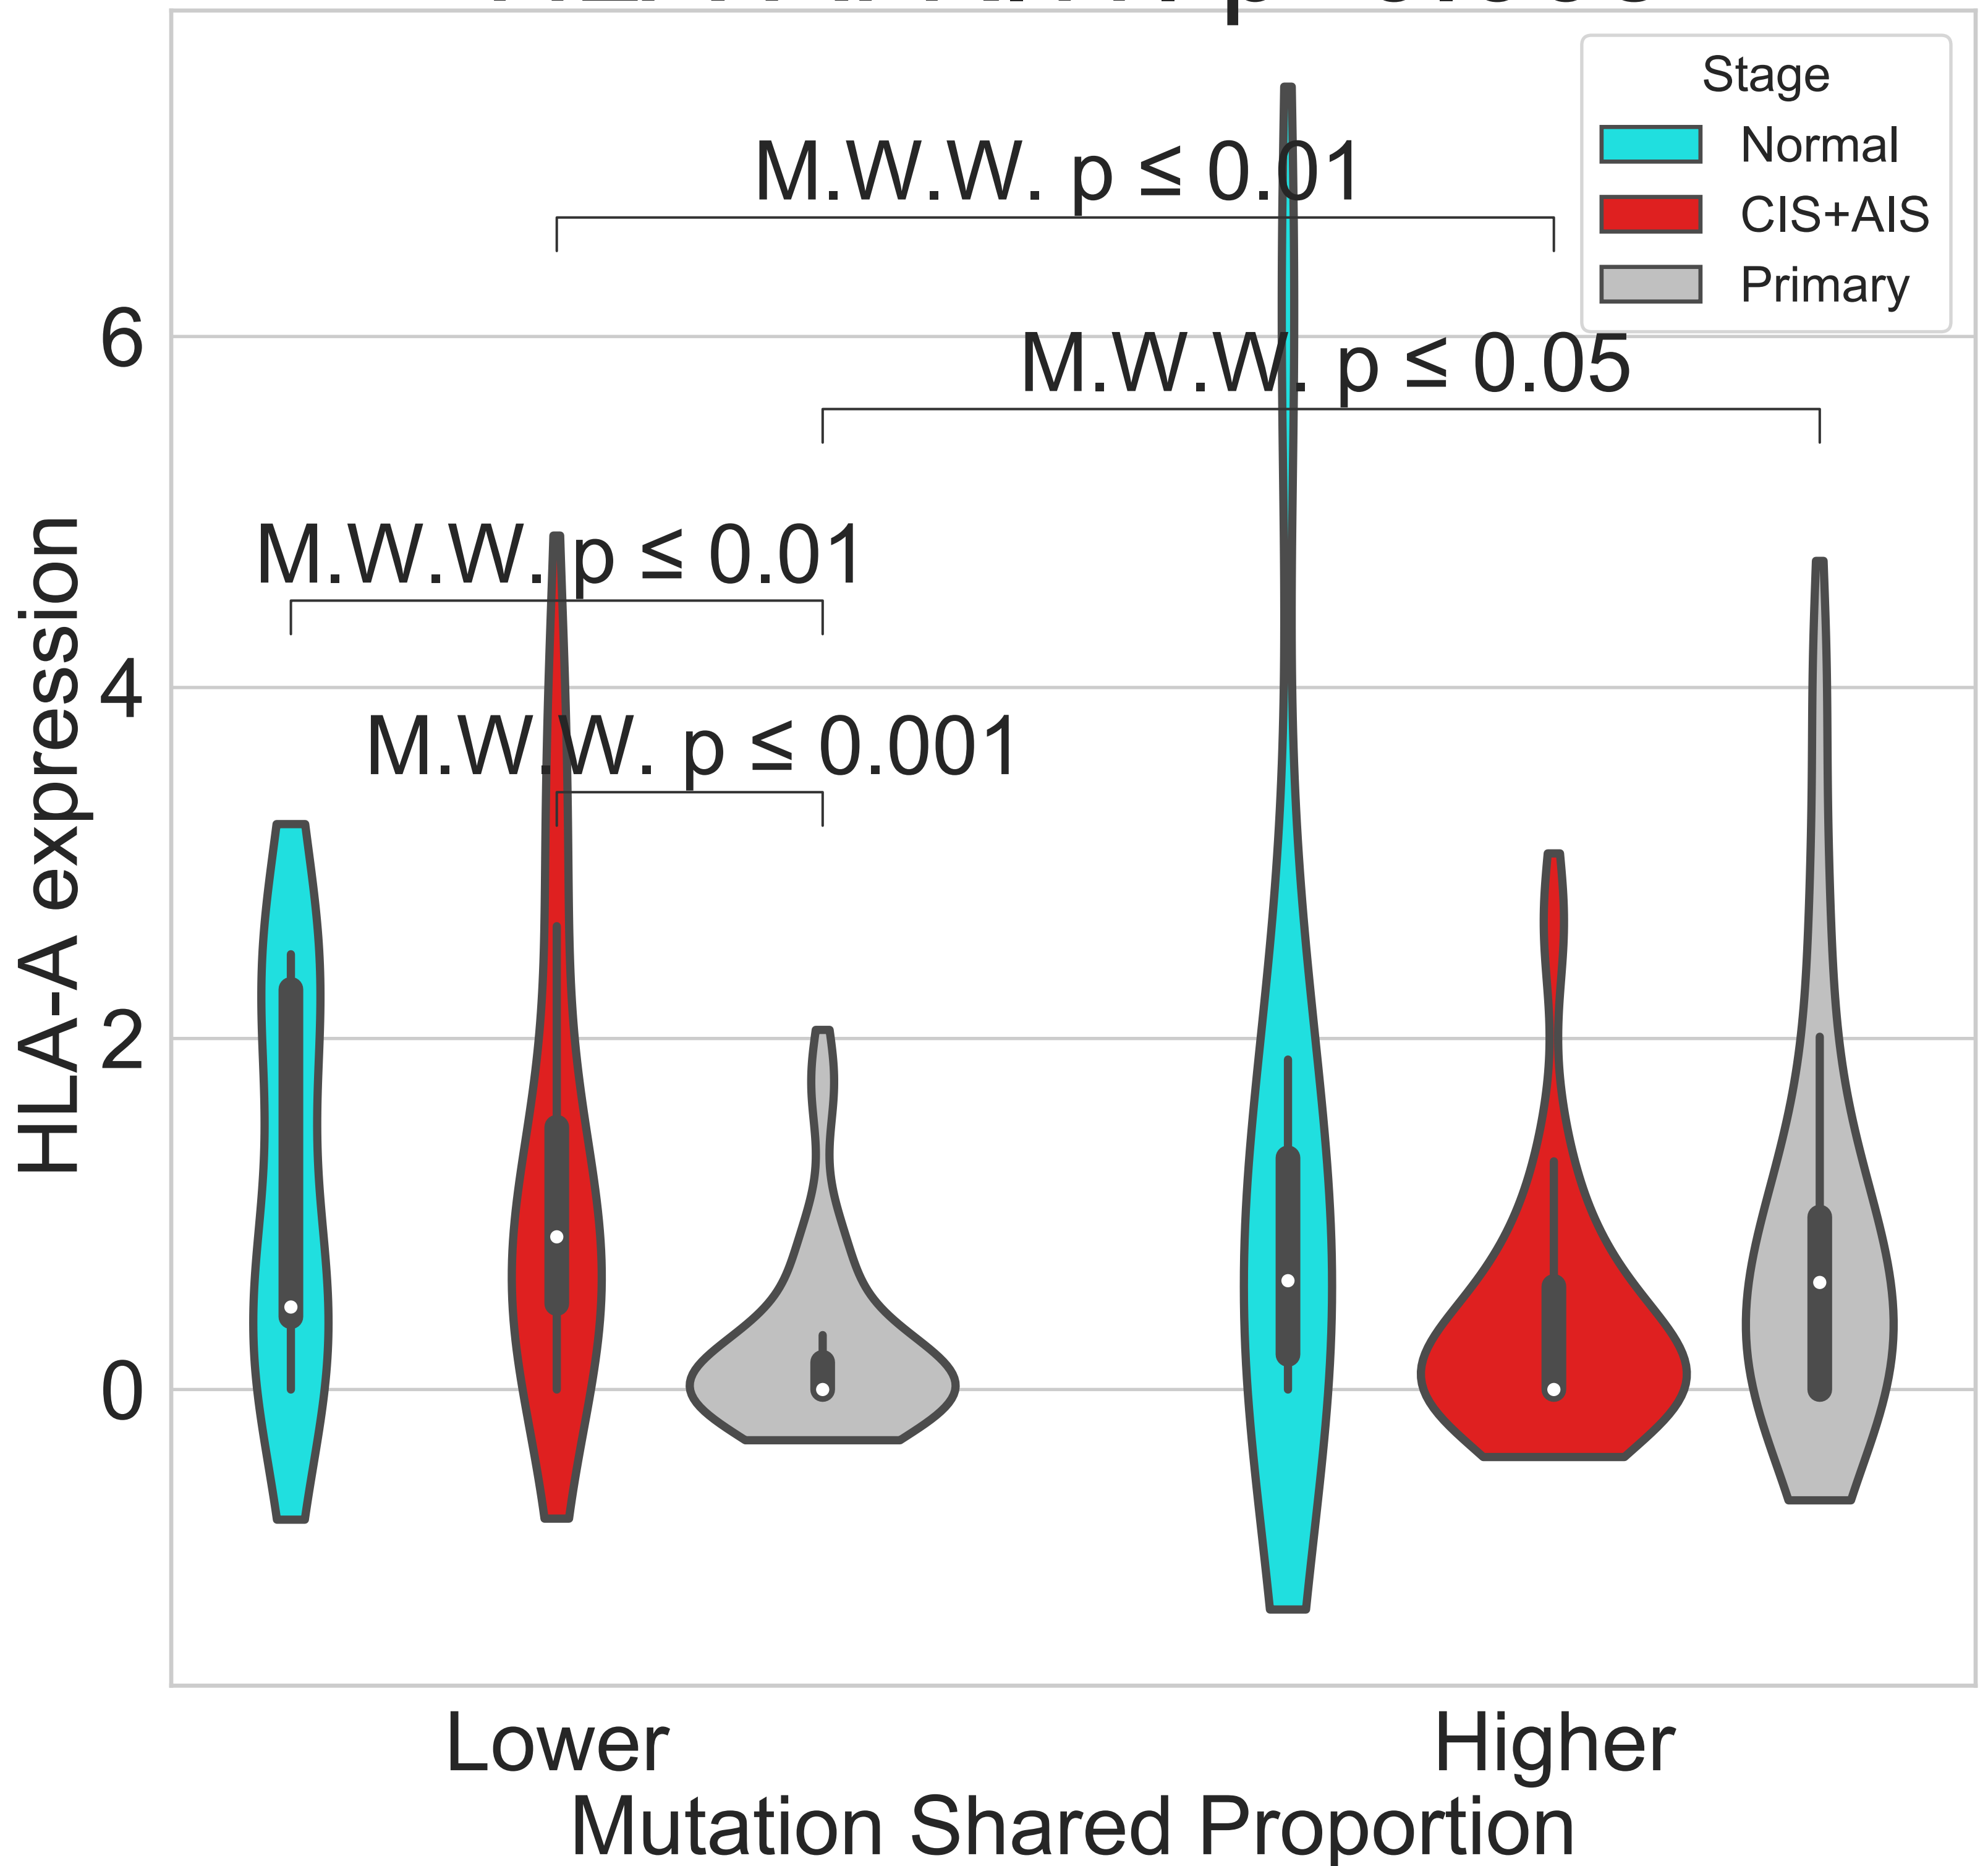 Stage
Normal
CIS+AIS
Primary
M.W.W. p ≤ 0.01
M.W.W. p ≤ 0.05
M.W.W. p ≤ 0.01
M.W.W. p ≤ 0.001
6
4
2
0
HLA-A expression
Lower
Higher
Mutation Shared Proportion